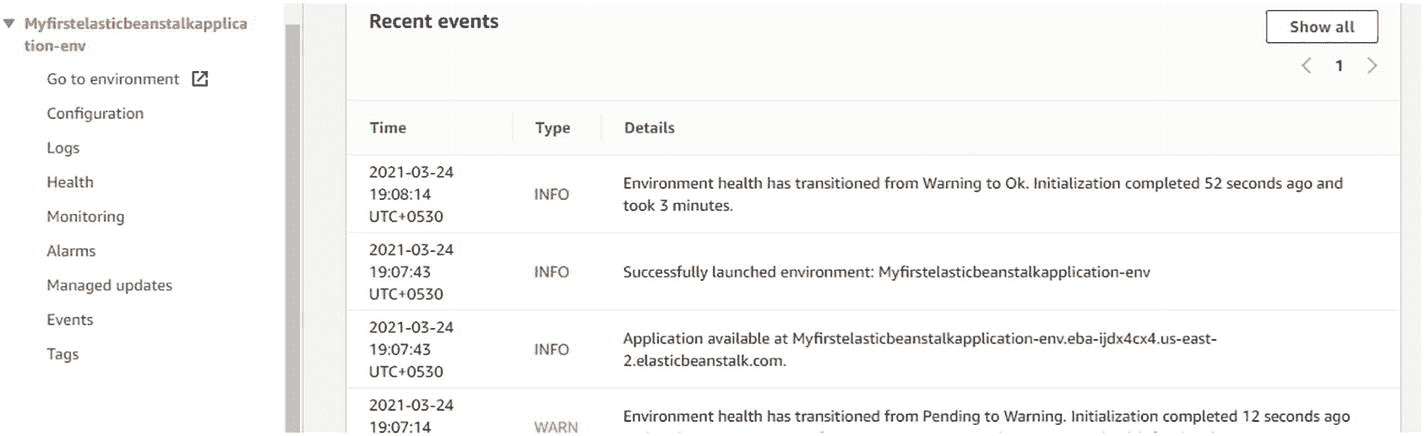 Myfirstelasticbeanstalkapplica
tion-env
Go to environment
Configuration
Logs
Health
Monitoring
Alarms
Managed updates
Events
Tags
Recent events
Show all
1
Time Type Details
2021-03-24
19:08:14
UTC+0530
INFO
Environment health has transitioned from Warning to Ok. Initialization completed 52 seconds ago and
took 3 minutes.
2021-03-24
19:07:43
UTC+0530
INFO
Successfully launched environment: Myfirstelasticbeanstalkapplication-env
2021-03-24
19:07:43
UTC+0530
INFO
Application available at Myfirstelasticbeanstalkapplication-env.eba-ijdx4cx4.us-east-
2.elasticbeanstalk.com.
2021-03-24
19:07:14
WARN
Environment health has transitioned from Pending to Warning. Initialization completed 12 seconds ago